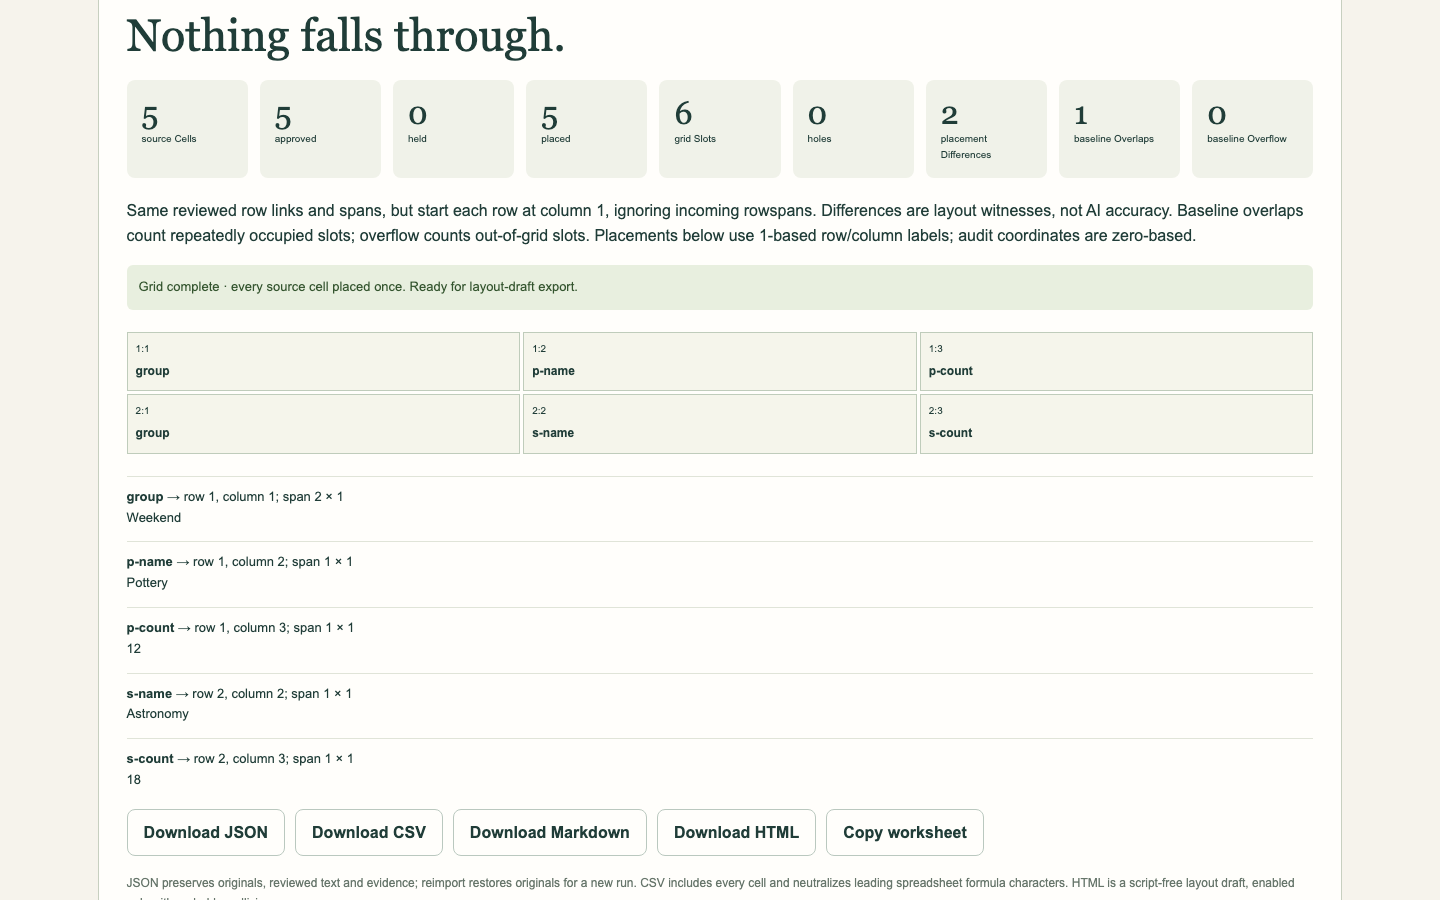 Nothing falls through.
5
source Cells
5
approved
0
held
5
placed
6
grid Slots
0
holes
2
placement
Differences
1
baseline Overlaps
0
baseline Overflow
Same reviewed row links and spans, but start each row at column 1, ignoring incoming rowspans. Differences are layout witnesses, not AI accuracy. Baseline overlaps
count repeatedly occupied slots; overflow counts out-of-grid slots. Placements below use 1-based row/column labels; audit coordinates are zero-based.
Grid complete · every source cell placed once. Ready for layout-draft export.
1:1
group
1:2
p-name
1:3
p-count
2:1
group
2:2
s-name
2:3
s-count
group → row 1, column 1; span 2 × 1
Weekend
p-name → row 1, column 2; span 1 × 1
Pottery
p-count → row 1, column 3; span 1 × 1
12
s-name → row 2, column 2; span 1 × 1
Astronomy
s-count → row 2, column 3; span 1 × 1
18
Download JSON
Download CSV
Download Markdown
Download HTML
Copy worksheet
JSON preserves originals, reviewed text and evidence; reimport restores originals for a new run. CSV includes every cell and neutralizes leading spreadsheet formula characters. HTML is a script-free layout draft, enabled